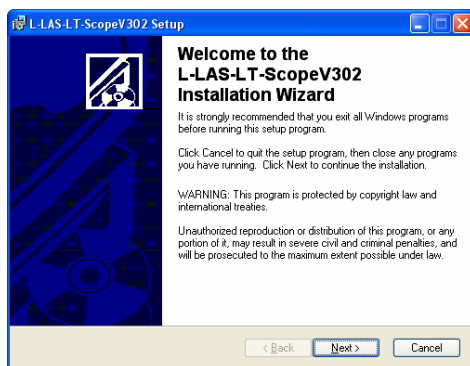 L-LAS-LT-ScopeV302 Setup
Welcome to the
L-LAS-LT-ScopeV302
Installation Wizard
It is strongly recommended that you exit all Windows programs
before running this setup program.
Click Cancel to quit the setup program, then close any programs
you have running. Click Next to continue the installation.
WARNING: This program is protected by copyright law and
international treaties.
Unauthorized reproduction or distribution of this program, or any
portion of it, may result in severe civil and criminal penalties, and
will be prosecuted to the maximum extent possible under law.
< Back
Next >
Cancel